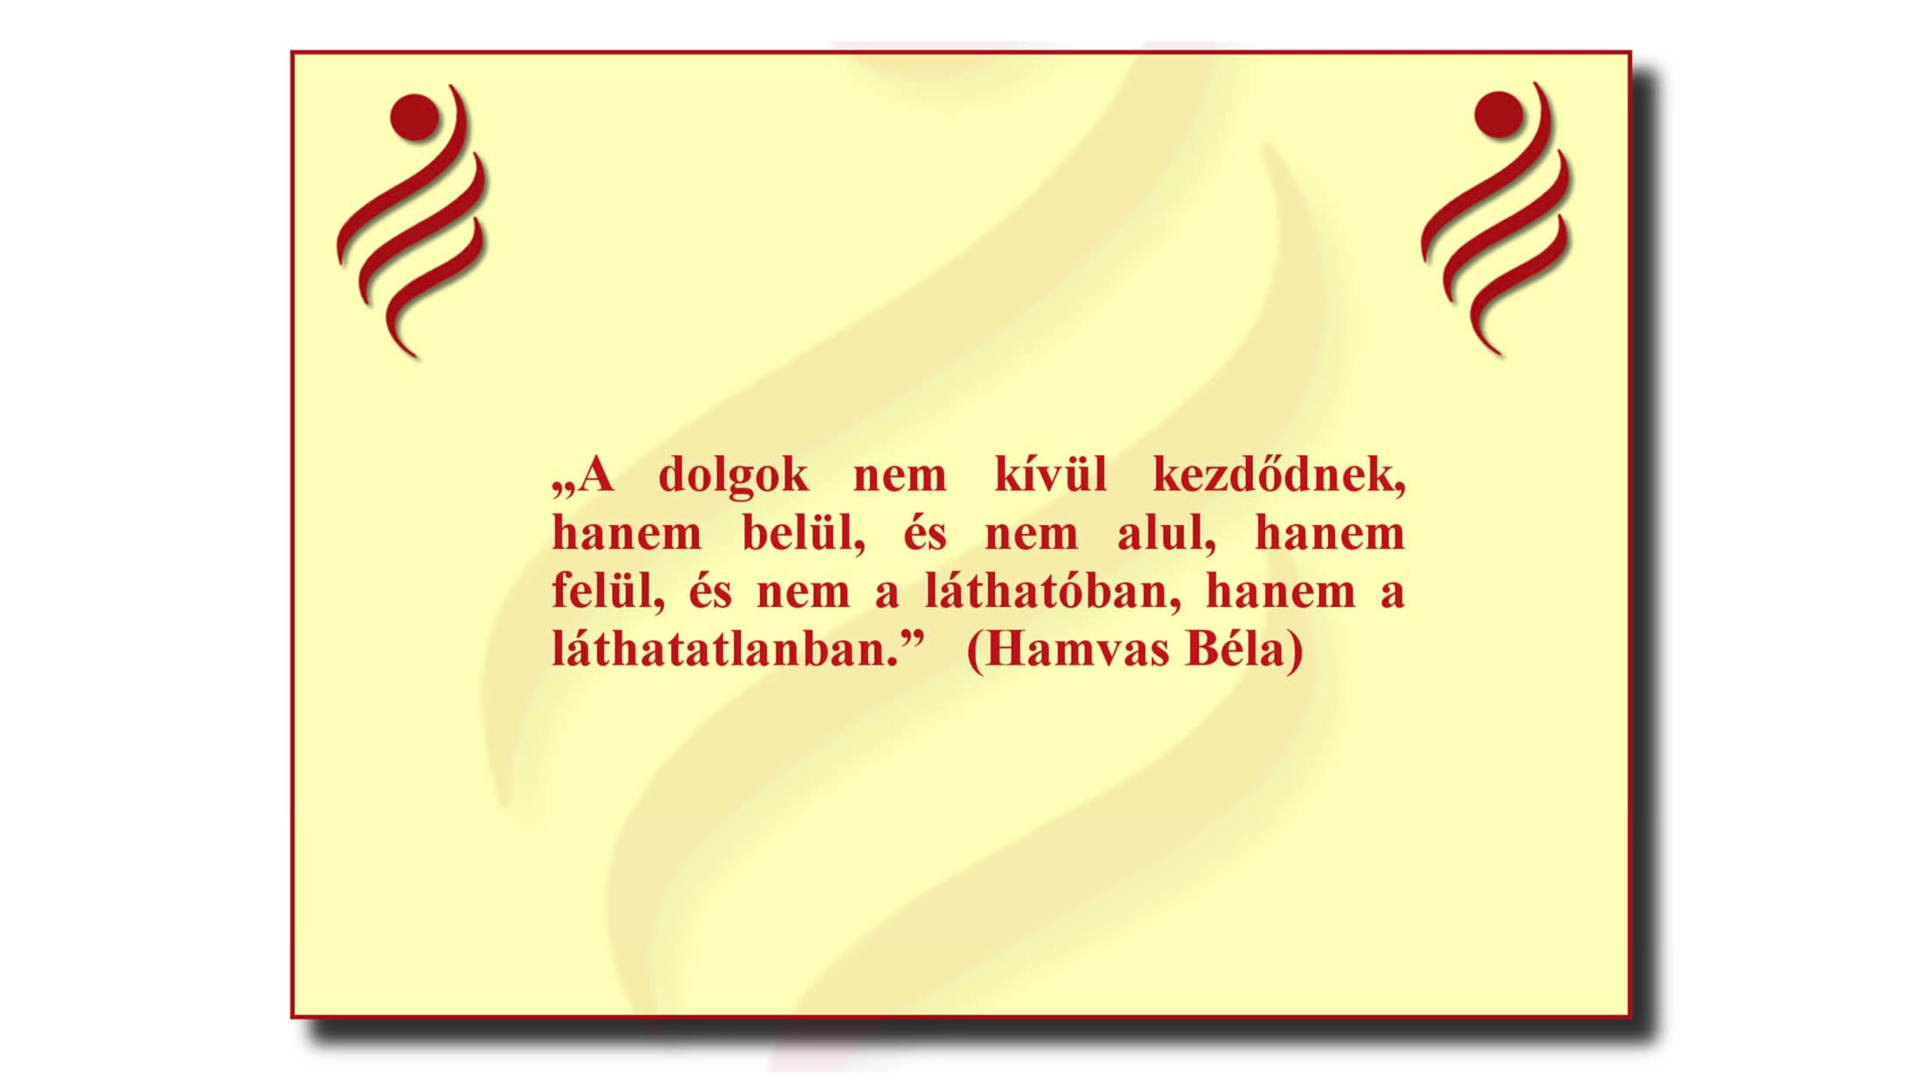 „A dolgok nem kívül kezdődnek,
hanem belül, és nem alul, hanem
felül, és nem a láthatóban, hanem a
láthatatlanban.” (Hamvas Béla)